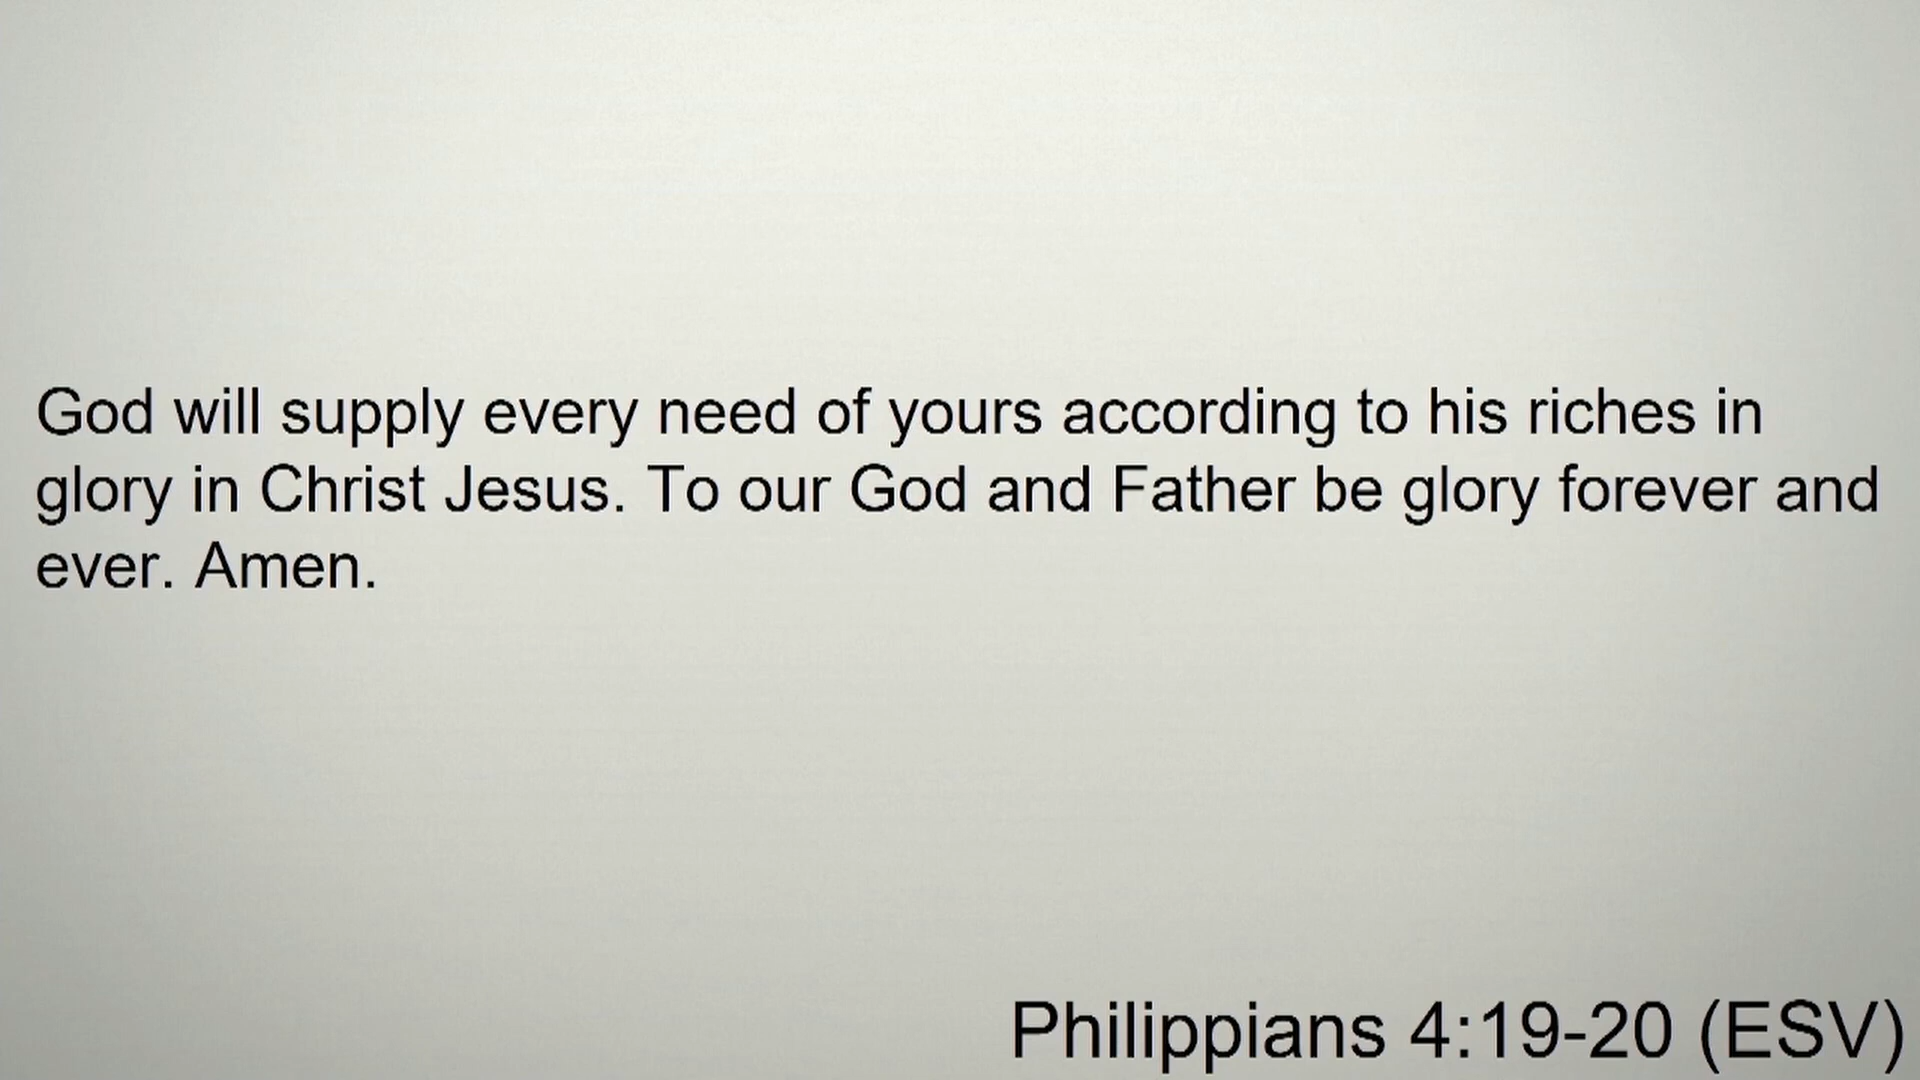 God will supply every need of yours according to his riches in
glory in Christ Jesus. To our God and Father be glory forever and
ever. Amen.
Philippians 4:19-20 (ESV)